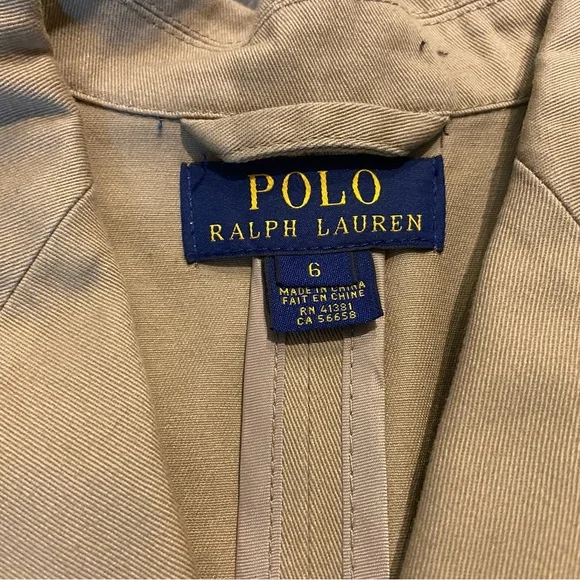 POLO
RALPH LAUREN
6
MADE IN CHINA
FAIT EN CHINE
RN 41381
CA 56658